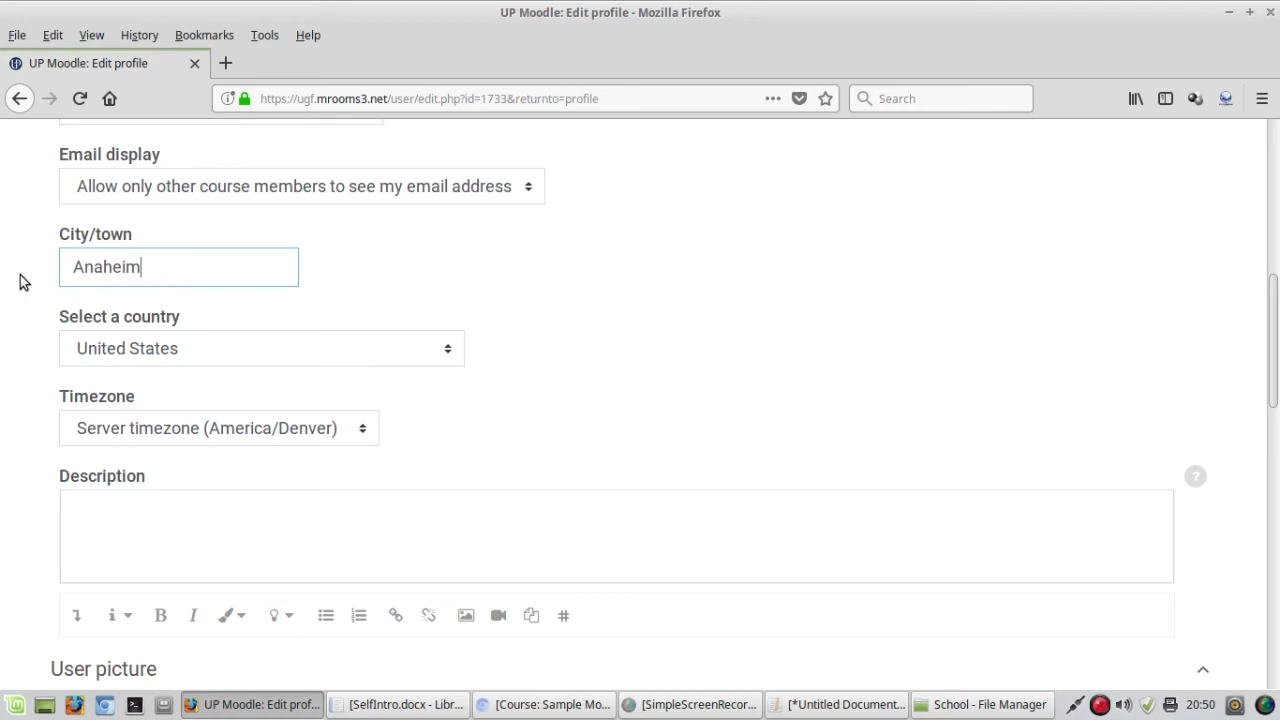 UP Moodle: Edit profile - Mozilla Firefox
File Edit View History Bookmarks Tools Help
UP Moodle: Edit profile
https://ugf.mrooms3.net/user/edit.php?id=1733&returnto=profile
Search
Email display
Allow only other course members to see my email address
City/town
Anaheim
Select a country
United States
Timezone
Server timezone (America/Denver)
Description
?
i B I #
User picture
UP Moodle: Edit prof... [SelfIntro.docx - Libr... [Course: Sample Mo... [SimpleScreenRecor... [*Untitled Documen... School - File Manager 20:50